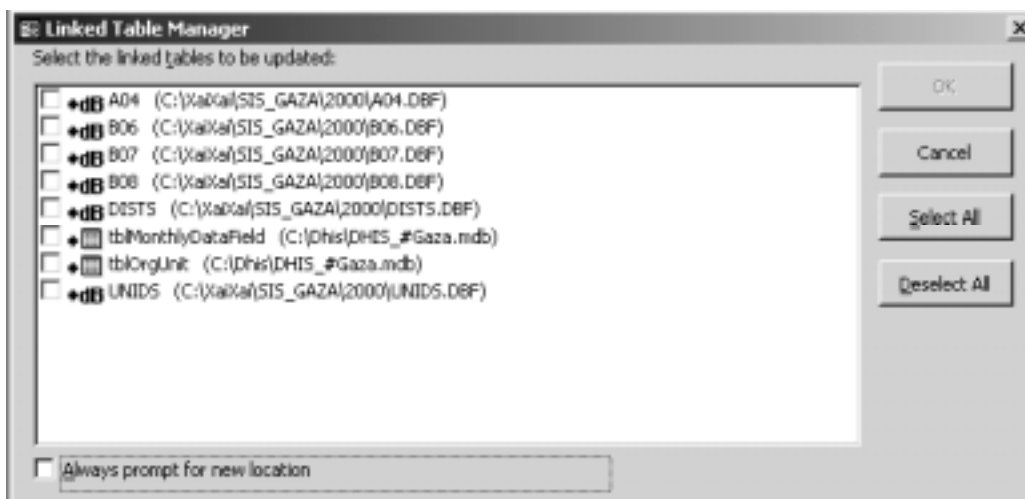 Linked Table Manager
Select the linked tables to be updated:
A04 (C:\XaiXai\SIS_GAZA\2000\A04.DBF)
B06 (C:\XaiXai\SIS_GAZA\2000\B06.DBF)
B07 (C:\XaiXai\SIS_GAZA\2000\B07.DBF)
B08 (C:\XaiXai\SIS_GAZA\2000\B08.DBF)
DISTS (C:\XaiXai\SIS_GAZA\2000\DISTS.DBF)
tblMonthlyDataField (C:\Dhis\DHIS_#Gaza.mdb)
tblOrgUnit (C:\Dhis\DHIS_#Gaza.mdb)
UNIDS (C:\XaiXai\SIS_GAZA\2000\UNIDS.DBF)
OK
Cancel
Select All
Deselect All
Always prompt for new location